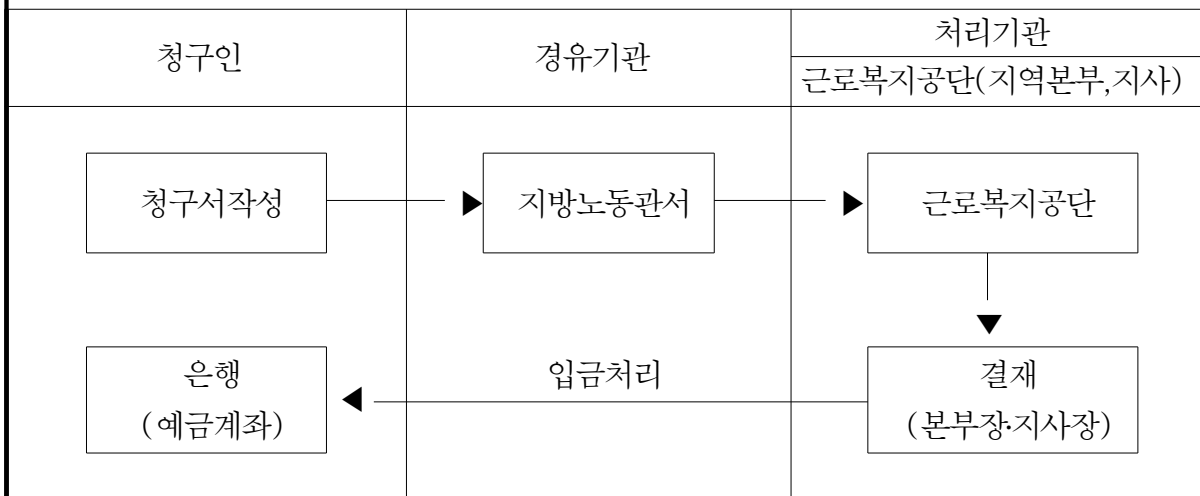 청구인
경유기관
처리기관
근로복지공단(지역본부,지사)
청구서작성
지방노동관서
근로복지공단
은행
(예금계좌)
입금처리
결재
(본부장·지사장)